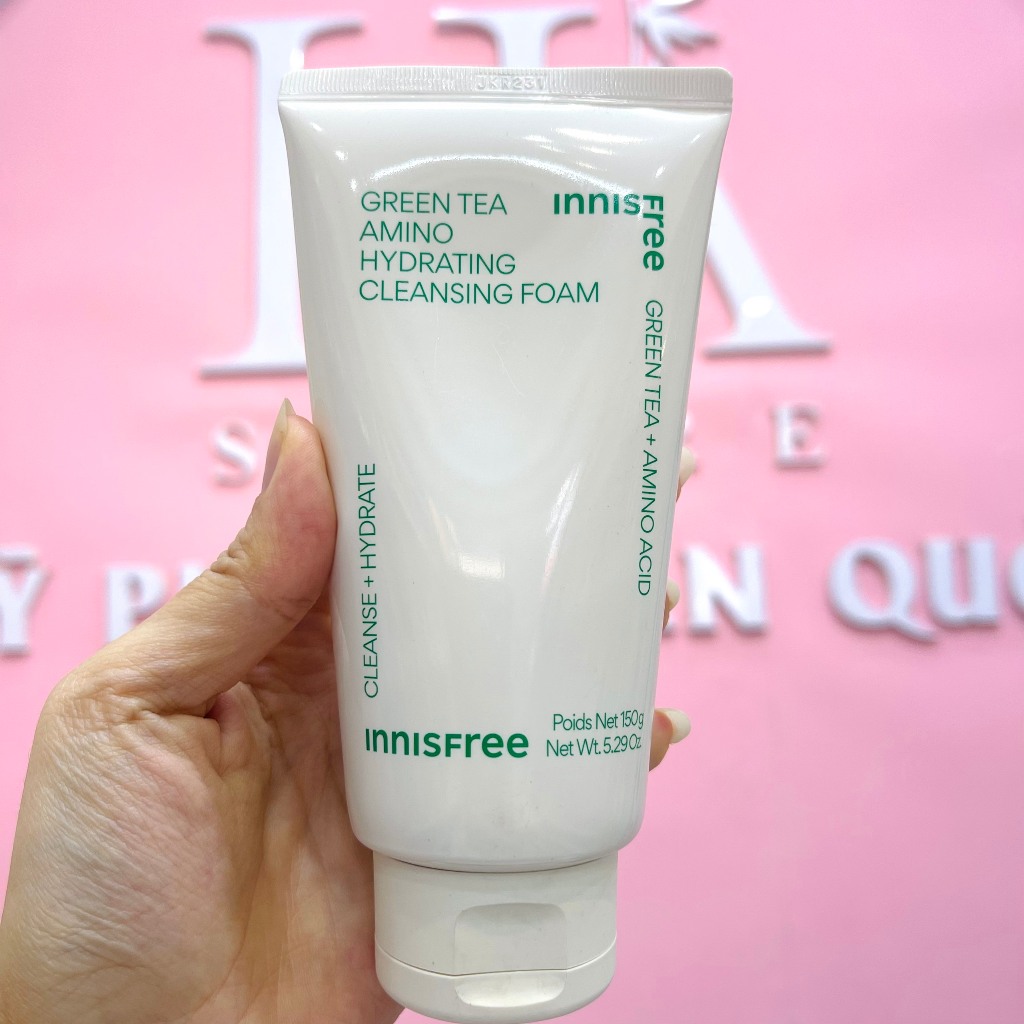 JKR231
GREEN TEA
AMINO
HYDRATING
CLEANSING FOAM
innisFree
GREEN TEA + AMINO ACID
CLEANSE + HYDRATE
innisFree
Poids Net 150g
Net Wt. 5.29 Oz.